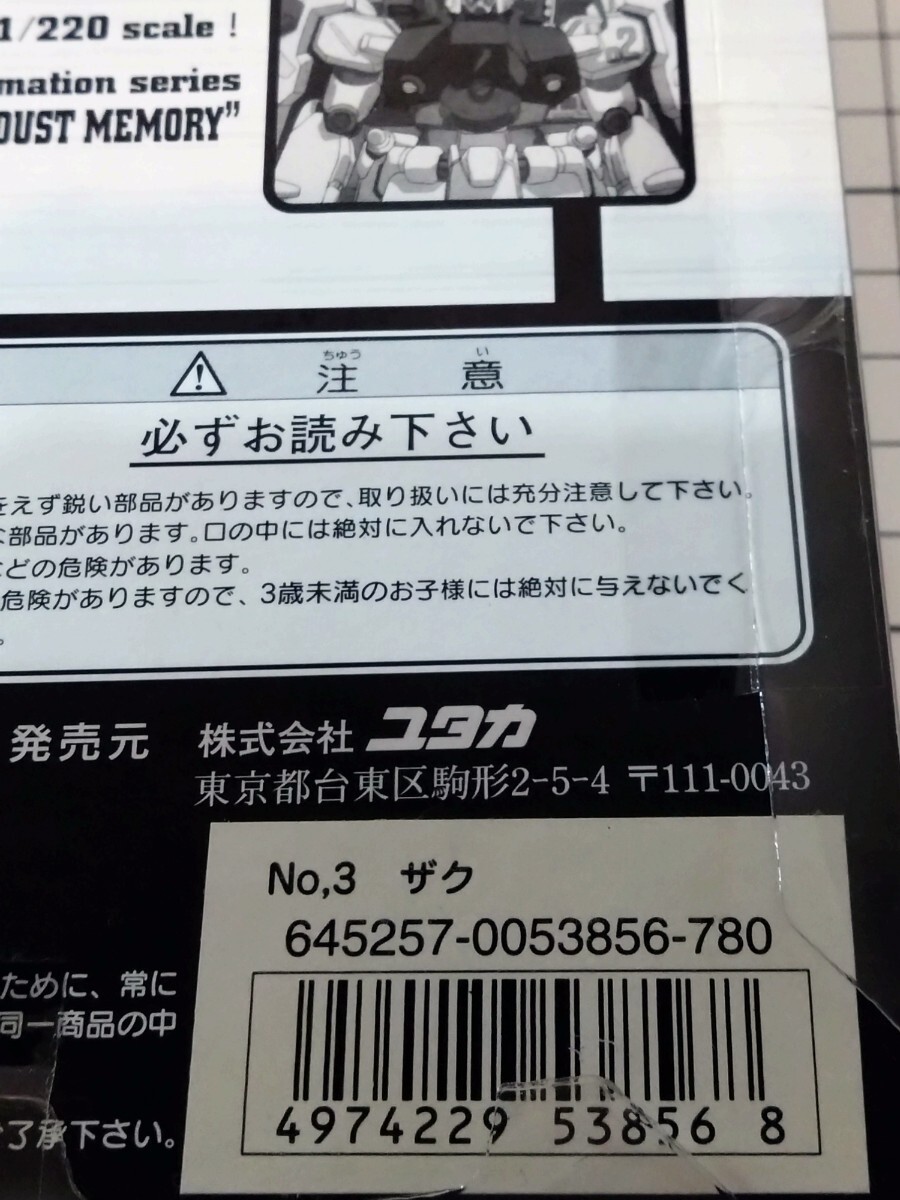 1/220 scale !
mation series
DUST MEMORY”
2
ちゅう い
注 意
必ずお読み下さい
をえず鋭い部品がありますので、取り扱いには充分注意して下さい。
な部品があります。口の中には絶対に入れないで下さい。
などの危険があります。
危険がありますので、3歳未満のお子様には絶対に与えないでく
。
発売元 株式会社 ユタカ
東京都台東区駒形2-5-4 〒111-0043
No,3 ザク
645257-0053856-780
ために、常に
同一商品の中
4974229 53856 8
了承下さい。